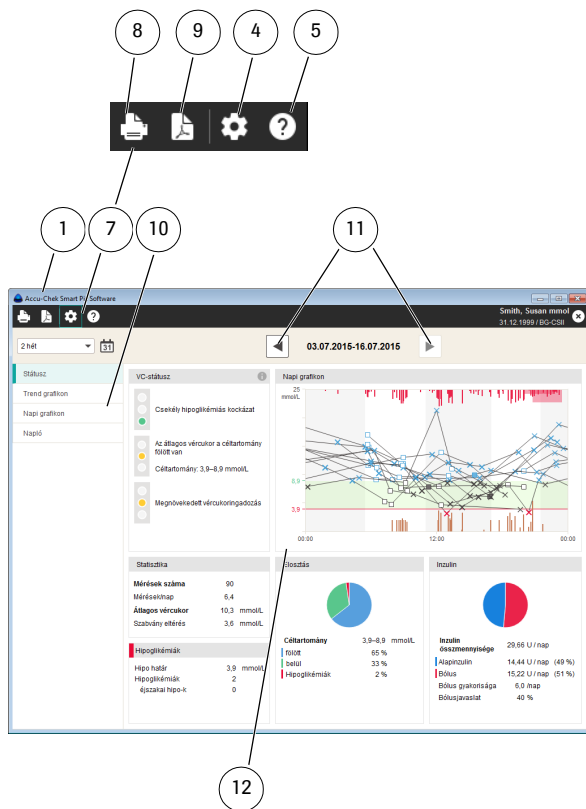 8
9
4
5
1
7
10
11
Accu-Chek Smart Pix Software
Smith, Susan mmol
31.12.1999 / BG-CSII
2 hét
31
03.07.2015-16.07.2015
Státusz
Trend grafikon
Napi grafikon
Napló
VC-státusz
Csekély hipoglikémiás kockázat
Az átlagos vércukor a céltartomány
fölött van
Céltartomány: 3,9–8,9 mmol/L
Megnövekedett vércukoringadozás
Napi grafikon
25
mmol/L
8,9
3,9
00:00
12:00
00:00
Statisztika
Mérések száma 90
Mérések/nap 6,4
Átlagos vércukor 10,3 mmol/L
Szabvány eltérés 3,6 mmol/L
Hipoglikémiák
Hipo határ 3,9 mmol/L
Hipoglikémiák 2
éjszakai hipo-k 0
Elosztás
Céltartomány 3,9–8,9 mmol/L
fölött 65 %
belül 33 %
Hipoglikémiák 2 %
Inzulin
Inzulin
összmennyisége 29,66 U / nap
Alapinzulin 14,44 U / nap (49 %)
Bólus 15,22 U / nap (51 %)
Bólus gyakorisága 6,0 /nap
Bólusjavaslat 40 %
12